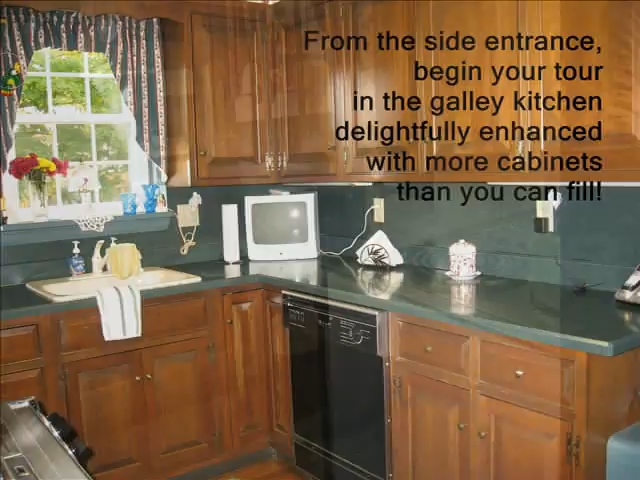 From the side entrance,
begin your tour
in the galley kitchen
delightfully enhanced
with more cabinets
than you can fill!